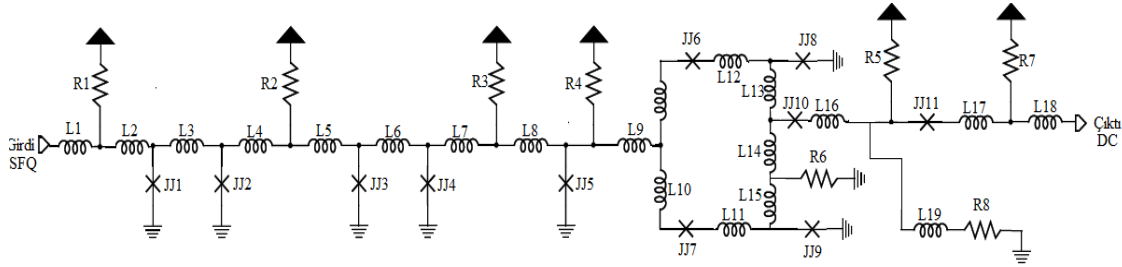 JJ6
JJ8
R1
R2
R3
R4
L12
R5
R7
L13
JJ10
L16
JJ11
L17
L18
Girdi
SFQ
L1
L2
L3
L4
L5
L6
L7
L8
L9
Çıktı
DC
L14
R6
JJ1
JJ2
JJ3
JJ4
JJ5
L10
L15
L11
JJ7
JJ9
L19
R8